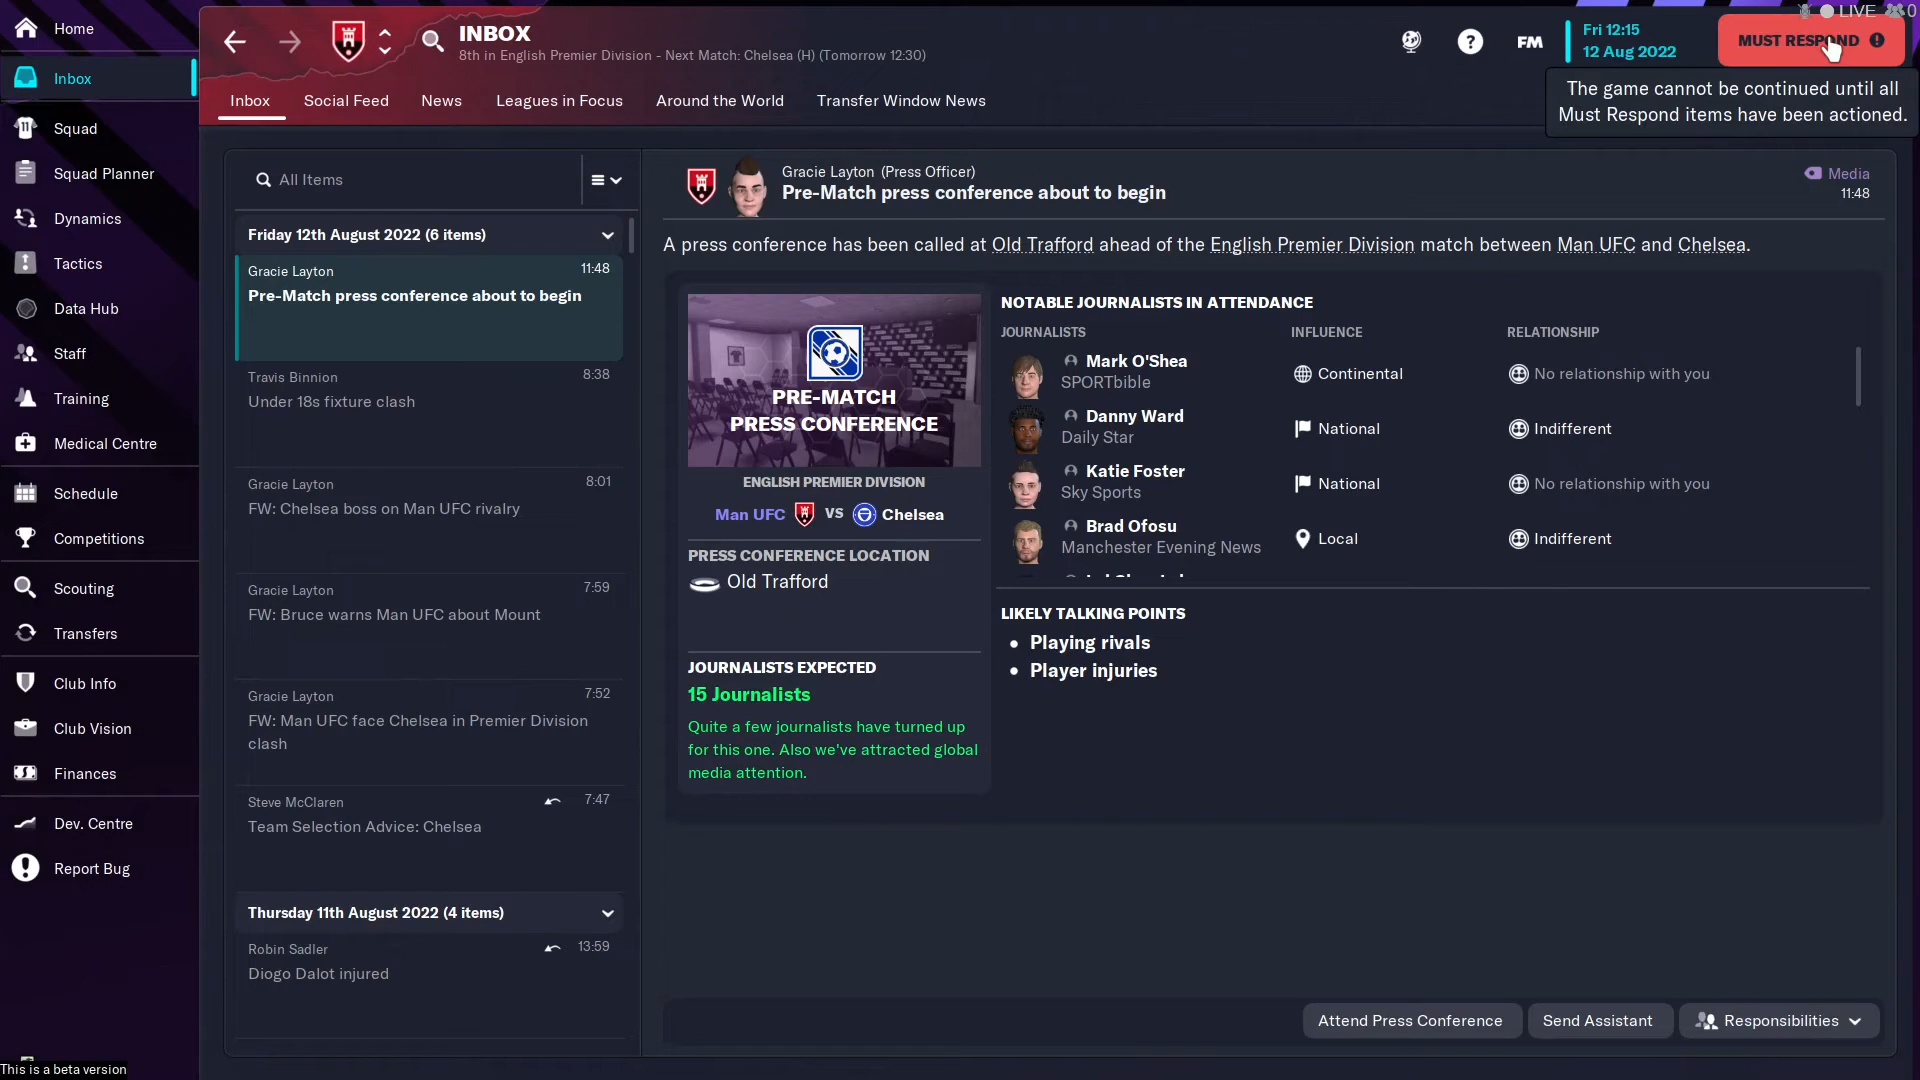 Home
Inbox
Squad
Squad Planner
Dynamics
Tactics
Data Hub
Staff
Training
Medical Centre
Schedule
Competitions
Scouting
Transfers
Club Info
Club Vision
Finances
Dev. Centre
Report Bug
This is a beta version
INBOX
8th in English Premier Division - Next Match: Chelsea (H) (Tomorrow 12:30)
FM
Fri 12:15
12 Aug 2022
LIVE 0
MUST RESPOND
The game cannot be continued until all
Must Respond items have been actioned.
Inbox Social Feed News Leagues in Focus Around the World Transfer Window News
All Items
Friday 12th August 2022 (6 items)
Gracie Layton 11:48
Pre-Match press conference about to begin
Travis Binnion 8:38
Under 18s fixture clash
Gracie Layton 8:01
FW: Chelsea boss on Man UFC rivalry
Gracie Layton 7:59
FW: Bruce warns Man UFC about Mount
Gracie Layton 7:52
FW: Man UFC face Chelsea in Premier Division
clash
Steve McClaren 7:47
Team Selection Advice: Chelsea
Thursday 11th August 2022 (4 items)
Robin Sadler 13:59
Diogo Dalot injured
Gracie Layton (Press Officer)
Pre-Match press conference about to begin
Media
11:48
A press conference has been called at Old Trafford ahead of the English Premier Division match between Man UFC and Chelsea.
PRE-MATCH
PRESS CONFERENCE
ENGLISH PREMIER DIVISION
Man UFC VS Chelsea
PRESS CONFERENCE LOCATION
Old Trafford
JOURNALISTS EXPECTED
15 Journalists
Quite a few journalists have turned up
for this one. Also we've attracted global
media attention.
NOTABLE JOURNALISTS IN ATTENDANCE
JOURNALISTS INFLUENCE RELATIONSHIP
Mark O'Shea
SPORTbible
Continental
No relationship with you
Danny Ward
Daily Star
National
Indifferent
Katie Foster
Sky Sports
National
No relationship with you
Brad Ofosu
Manchester Evening News
Local
Indifferent
LIKELY TALKING POINTS
• Playing rivals
• Player injuries
Attend Press Conference
Send Assistant
Responsibilities